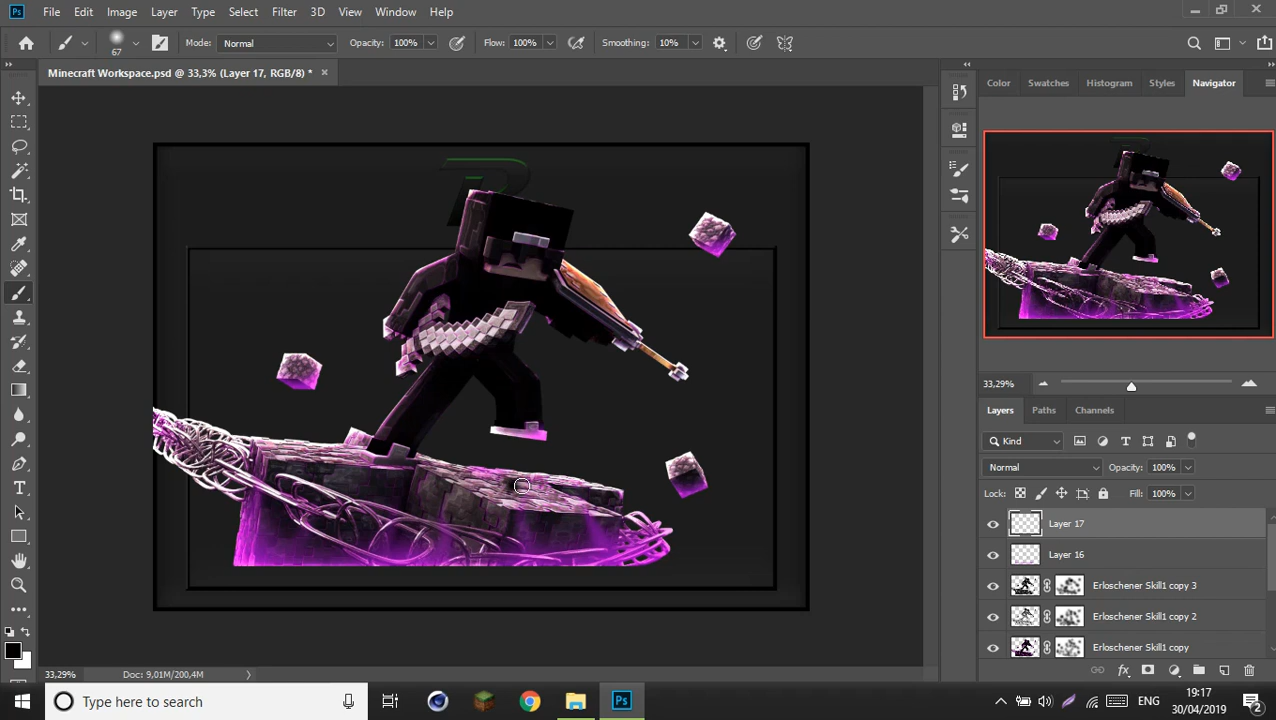 File Edit Image Layer Type Select Filter 3D View Window Help
67 Mode: Normal Opacity: 100% Flow: 100% Smoothing: 10%
Minecraft Workspace.psd @ 33,3% (Layer 17, RGB/8) *
Color Swatches Histogram Styles Navigator
33,29%
Layers Paths Channels
Kind
Normal Opacity: 100%
Lock: Fill: 100%
Layer 17
Layer 16
Erloschener Skill1 copy 3
Erloschener Skill1 copy 2
Erloschener Skill1 copy
33,29% Doc: 9,01M/200,4M
Type here to search
ENG
19:17
30/04/2019
2